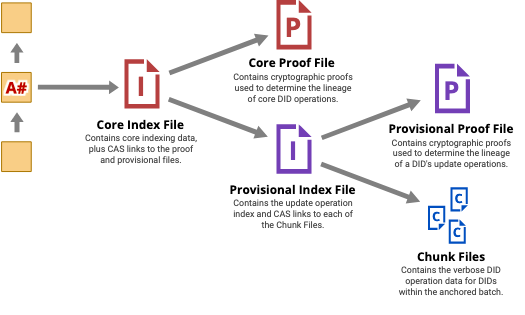 A#
I
Core Index File
Contains core indexing data,
plus CAS links to the proof
and provisional files.
P
Core Proof File
Contains cryptographic proofs
used to determine the lineage
of core DID operations.
I
Provisional Index File
Contains the update operation
index and CAS links to each of
the Chunk Files.
P
Provisional Proof File
Contains cryptographic proofs
used to determine the lineage
of a DID's update operations.
C
C
C
Chunk Files
Contains the verbose DID
operation data for DIDs
within the anchored batch.